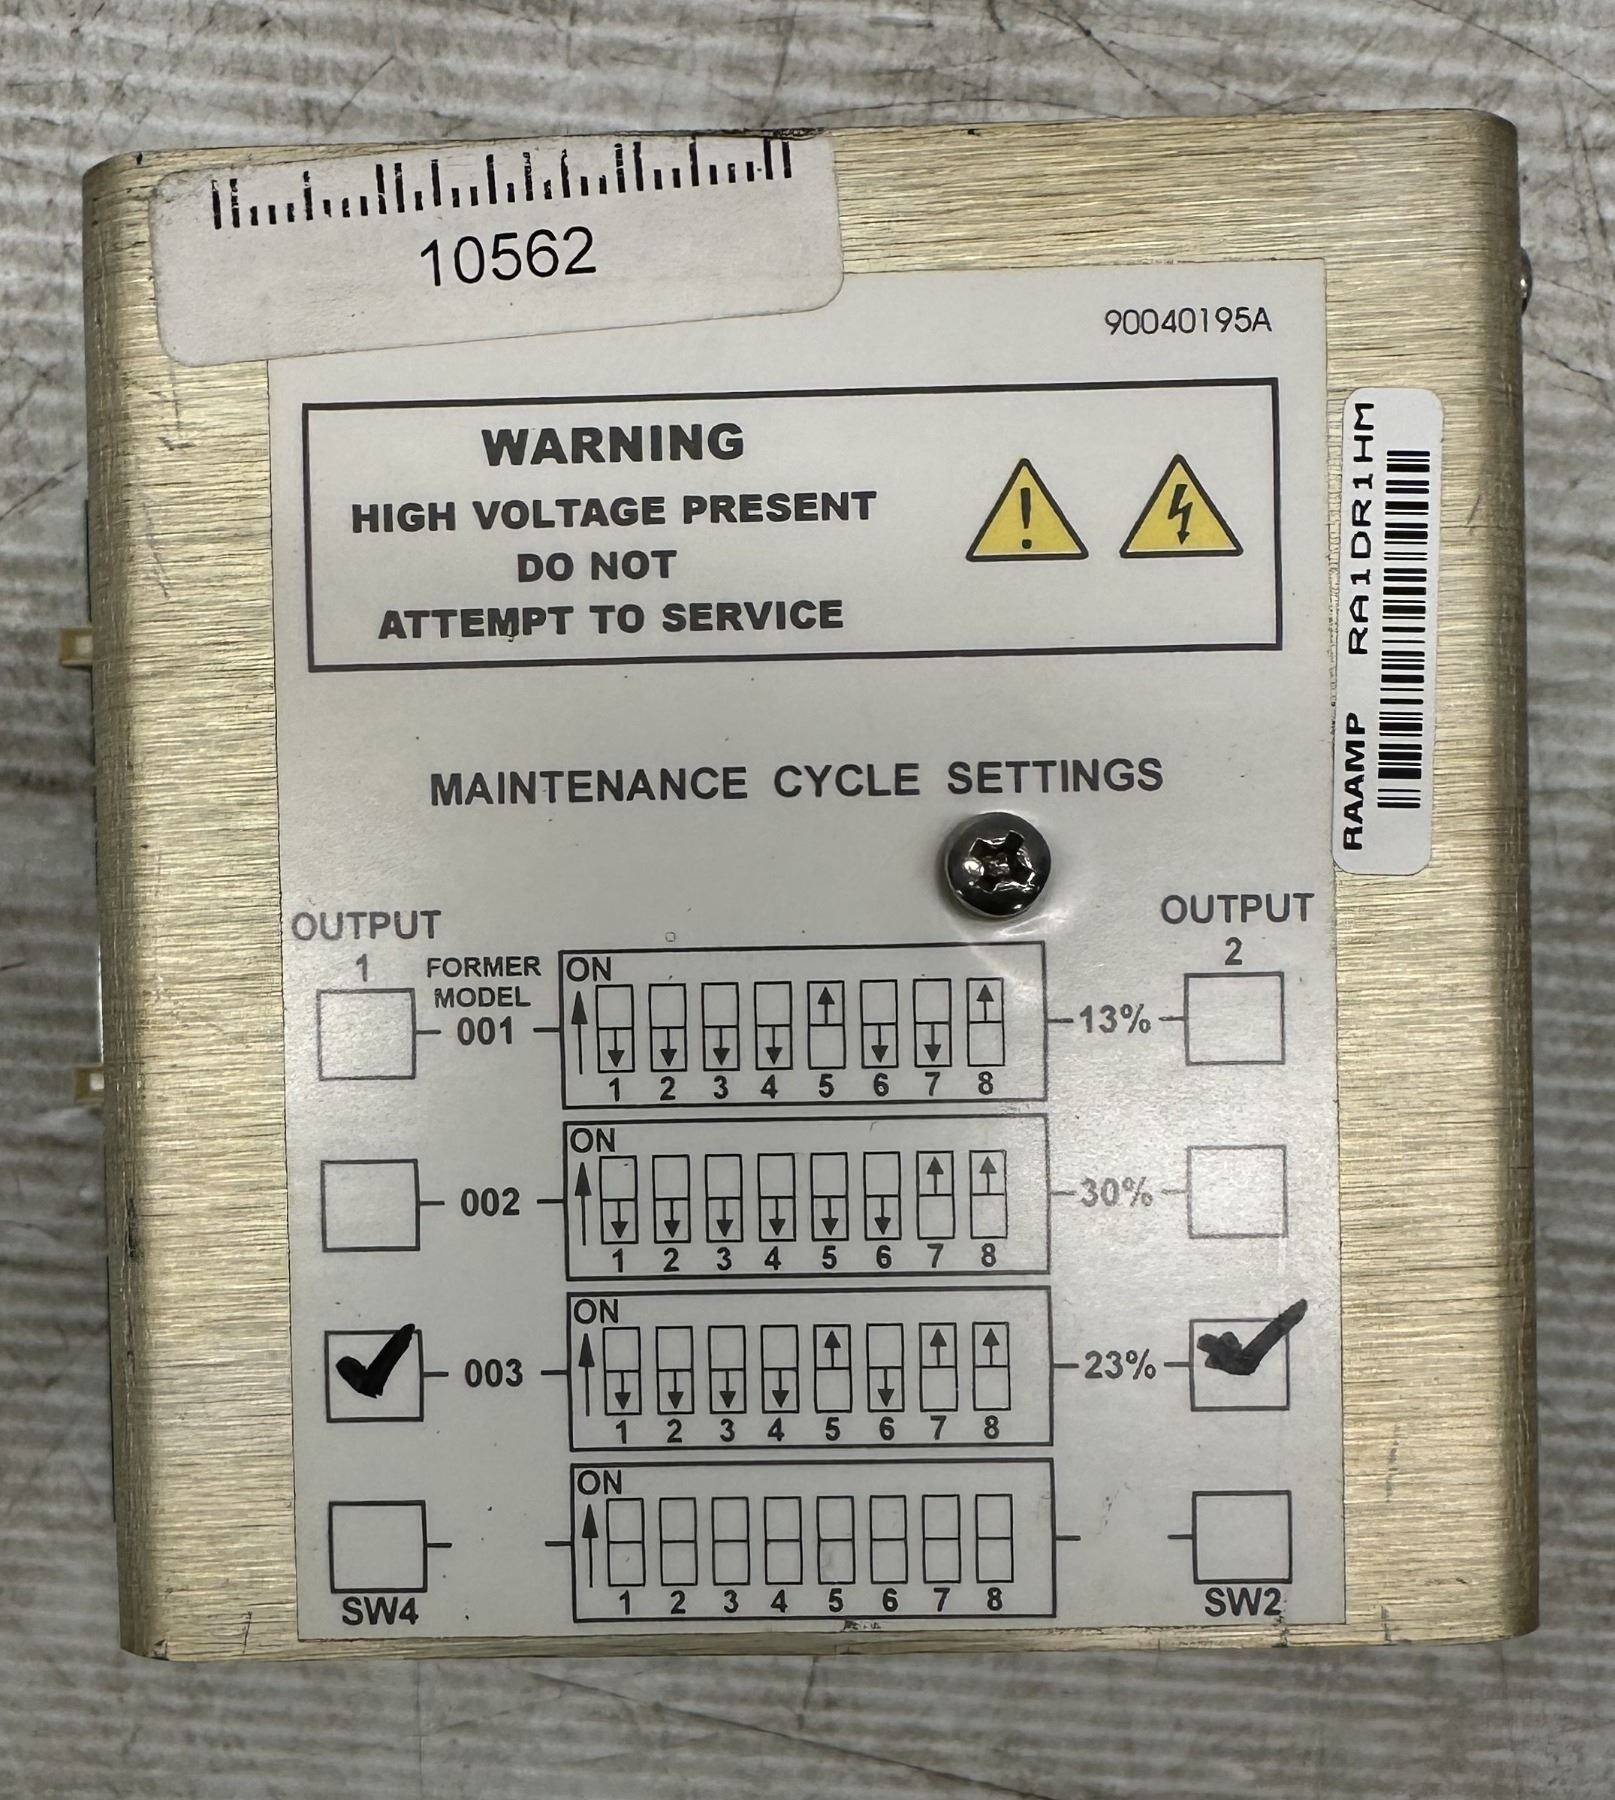 10562
90040195A
WARNING
HIGH VOLTAGE PRESENT
DO NOT
ATTEMPT TO SERVICE
RAAMP RA1DR1HM
MAINTENANCE CYCLE SETTINGS
OUTPUT
1
OUTPUT
2
FORMER
MODEL
001
ON
1 2 3 4 5 6 7 8
13%
002
ON
1 2 3 4 5 6 7 8
30%
003
ON
1 2 3 4 5 6 7 8
23%
ON
1 2 3 4 5 6 7 8
SW4
SW2